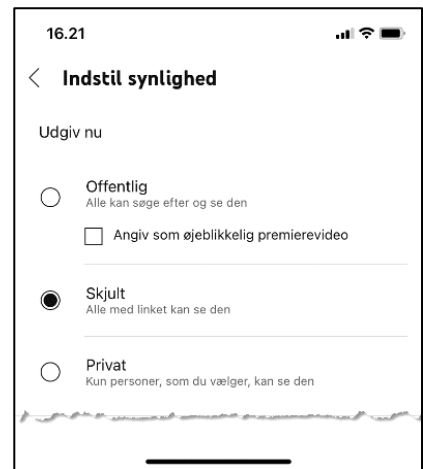 16.21
Indstil synlighed
Udgiv nu
Offentlig
Alle kan søge efter og se den
Angiv som øjeblikkelig premierevideo
Skjult
Alle med linket kan se den
Privat
Kun personer, som du vælger, kan se den